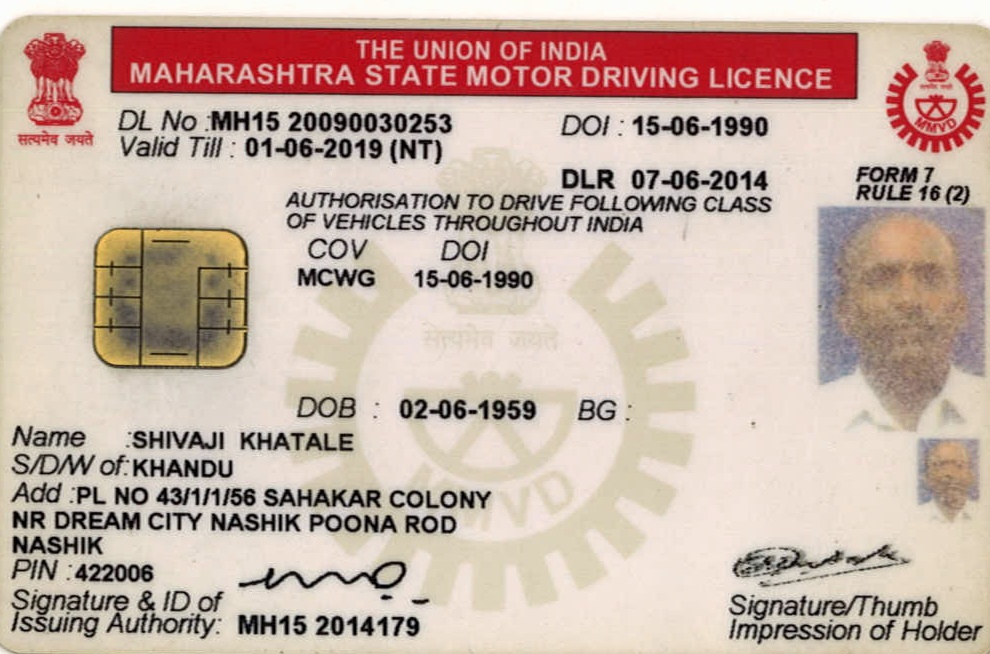 THE UNION OF INDIA
MAHARASHTRA STATE MOTOR DRIVING LICENCE
सत्यमेव जयते
MMVD
DL No :MH15 20090030253 DOI : 15-06-1990
Valid Till : 01-06-2019 (NT)
DLR 07-06-2014
FORM 7
RULE 16 (2)
AUTHORISATION TO DRIVE FOLLOWING CLASS
OF VEHICLES THROUGHOUT INDIA
COV DOI
MCWG 15-06-1990
सत्यमेव जयते
MMVD
DOB : 02-06-1959 BG :
Name :SHIVAJI KHATALE
S/D/W of:KHANDU
Add :PL NO 43/1/1/56 SAHAKAR COLONY
NR DREAM CITY NASHIK POONA ROD
NASHIK
PIN :422006
Signature & ID of
Issuing Authority: MH15 2014179
Signature/Thumb
Impression of Holder